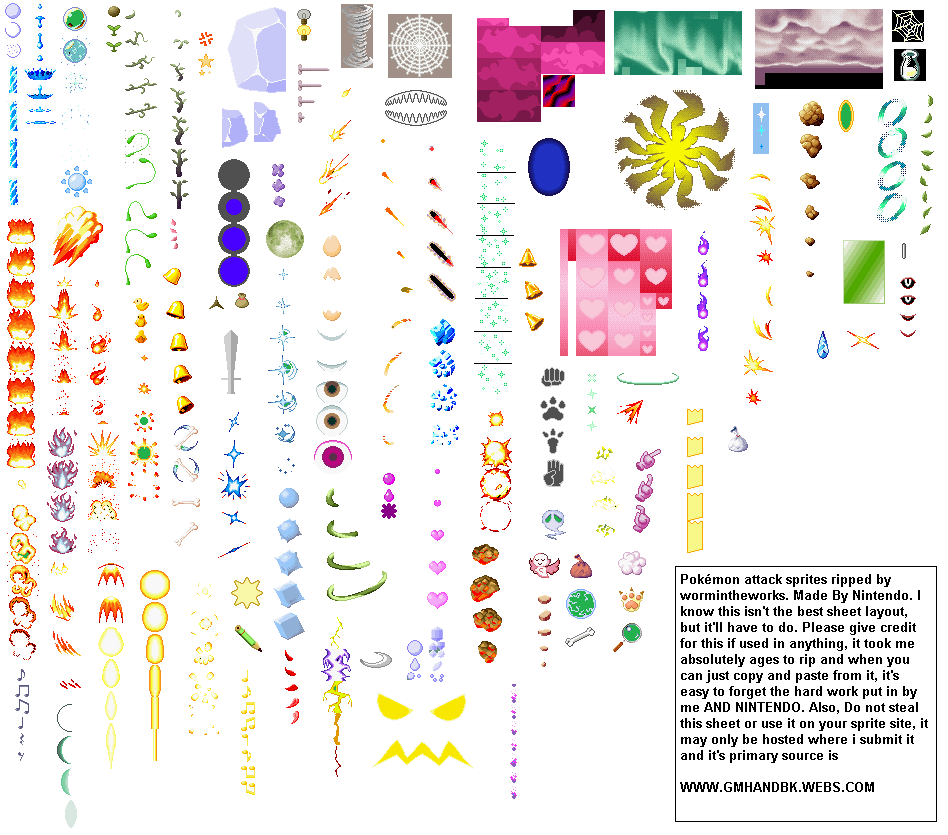 Pokémon attack sprites ripped by
wormintheworks. Made By Nintendo. I
know this isn't the best sheet layout,
but it'll have to do. Please give credit
for this if used in anything, it took me
absolutely ages to rip and when you
can just copy and paste from it, it's
easy to forget the hard work put in by
me AND NINTENDO. Also, Do not steal
this sheet or use it on your sprite site, it
may only be hosted where i submit it
and it's primary source is
WWW.GMHANDBK.WEBS.COM